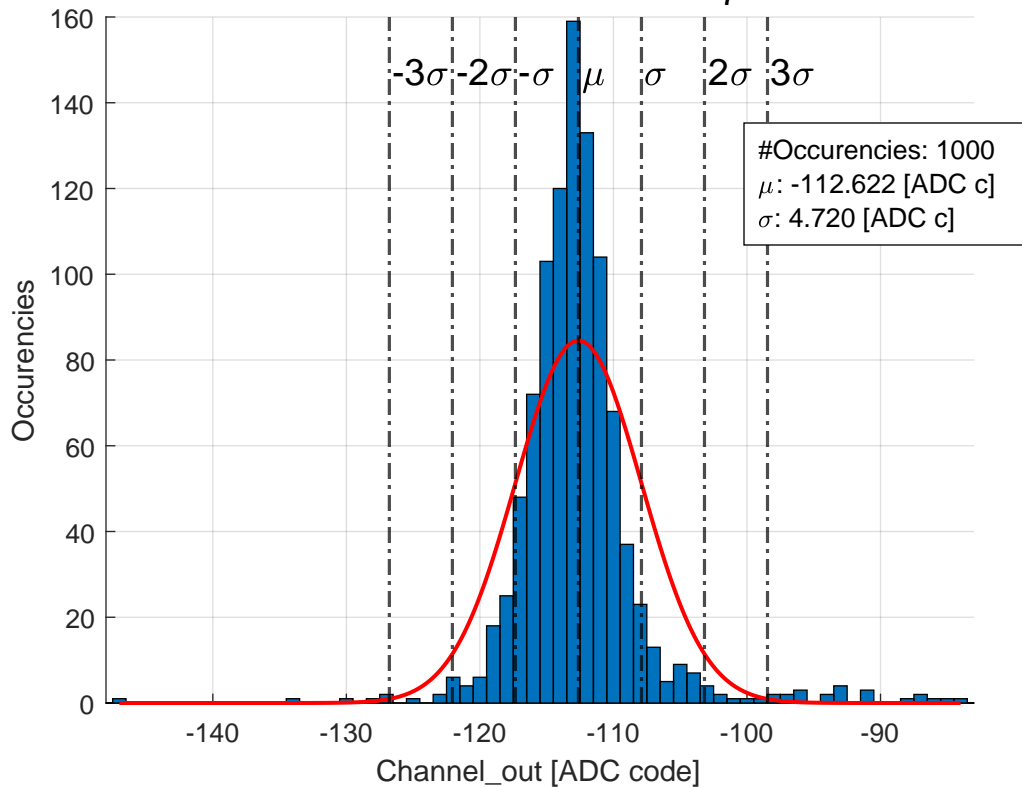 160
140
120
100
80
60
40
20
0
Occurencies
-3σ -2σ -σ μ σ 2σ 3σ
#Occurencies: 1000
μ: -112.622 [ADC c]
σ: 4.720 [ADC c]
-140 -130 -120 -110 -100 -90
Channel_out [ADC code]